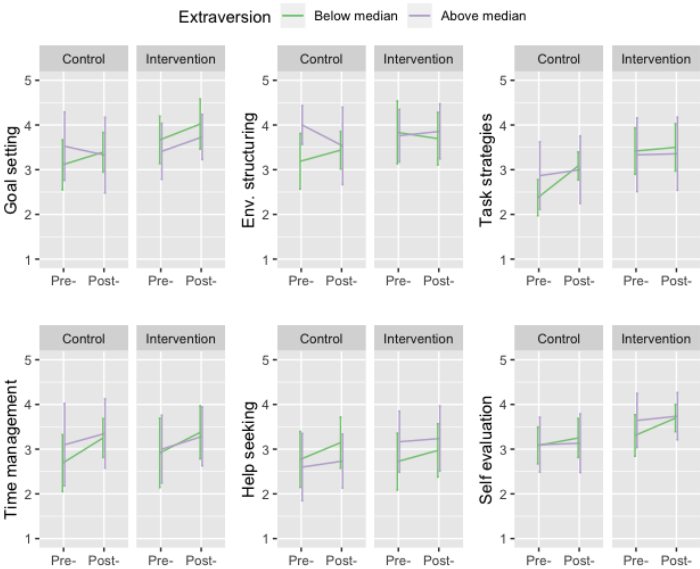 Extraversion Below median Above median
Control Intervention Control Intervention Control Intervention
Goal setting
5
4
3
2
1
Env. structuring
5
4
3
2
1
Task strategies
5
4
3
2
1
Pre- Post- Pre- Post- Pre- Post- Pre- Post- Pre- Post- Pre- Post-
Control Intervention Control Intervention Control Intervention
Time management
5
4
3
2
1
Help seeking
5
4
3
2
1
Self evaluation
5
4
3
2
1
Pre- Post- Pre- Post- Pre- Post- Pre- Post- Pre- Post- Pre- Post-